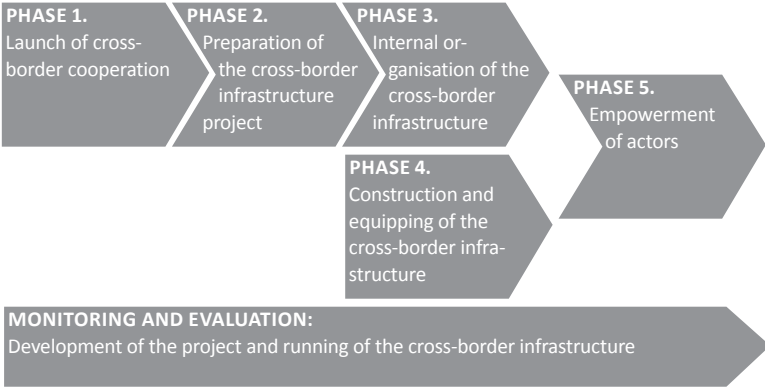 PHASE 1.
Launch of cross-
border cooperation
PHASE 2.
Preparation of
the cross-border
infrastructure
project
PHASE 3.
Internal or-
ganisation of the
cross-border
infrastructure
PHASE 4.
Construction and
equipping of the
cross-border infra-
structure
PHASE 5.
Empowerment
of actors
MONITORING AND EVALUATION:
Development of the project and running of the cross-border infrastructure